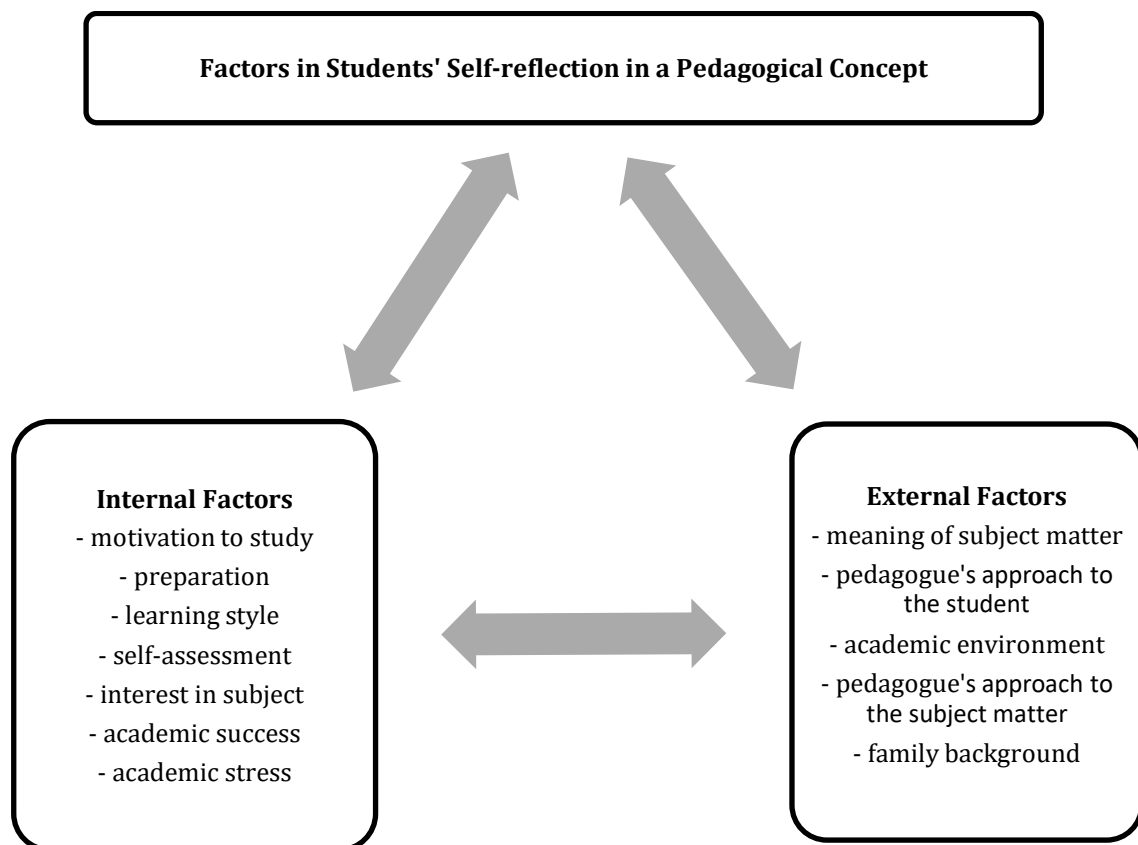 Factors in Students' Self-reflection in a Pedagogical Concept
Internal Factors
- motivation to study
- preparation
- learning style
- self-assessment
- interest in subject
- academic success
- academic stress
External Factors
- meaning of subject matter
- pedagogue's approach to
the student
- academic environment
- pedagogue's approach to
the subject matter
- family background